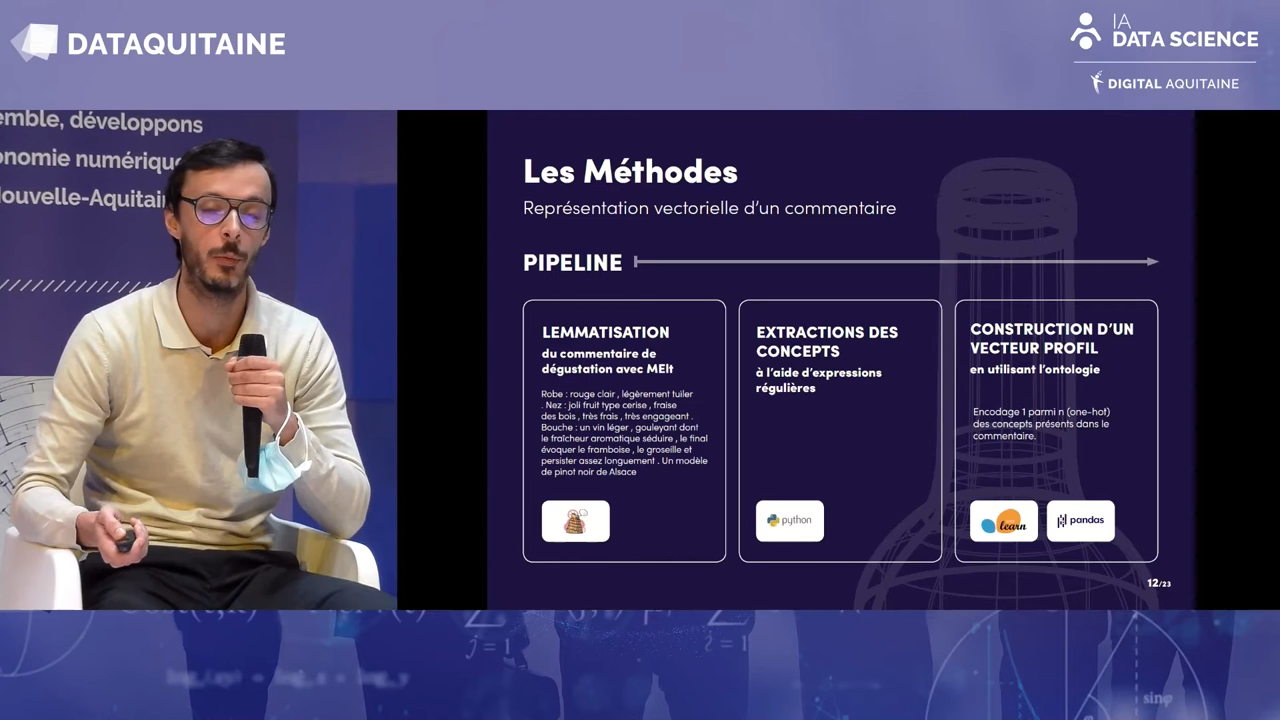 DATAQUITAINE
IA
DATA SCIENCE
DIGITAL AQUITAINE
emble, développons
onomie numérique
Nouvelle-Aquitai
Les Méthodes
Représentation vectorielle d'un commentaire
PIPELINE
LEMMATISATION
du commentaire de
dégustation avec MElt
Robe : rouge clair , légèrement tuiler
. Nez : joli fruit type cerise , fraise
des bois , très frais , très engageant .
Bouche : un vin léger , gouleyant dont
le fraîcheur aromatique séduire , le final
évoquer le framboise , le groseille et
persister assez longuement . Un modèle
de pinot noir de Alsace
EXTRACTIONS DES
CONCEPTS
à l'aide d'expressions
régulières
python
CONSTRUCTION D'UN
VECTEUR PROFIL
en utilisant l'ontologie
Encodage 1 parmi n (one-hot)
des concepts présents dans le
commentaire.
learn
pandas
12/23
sinφ